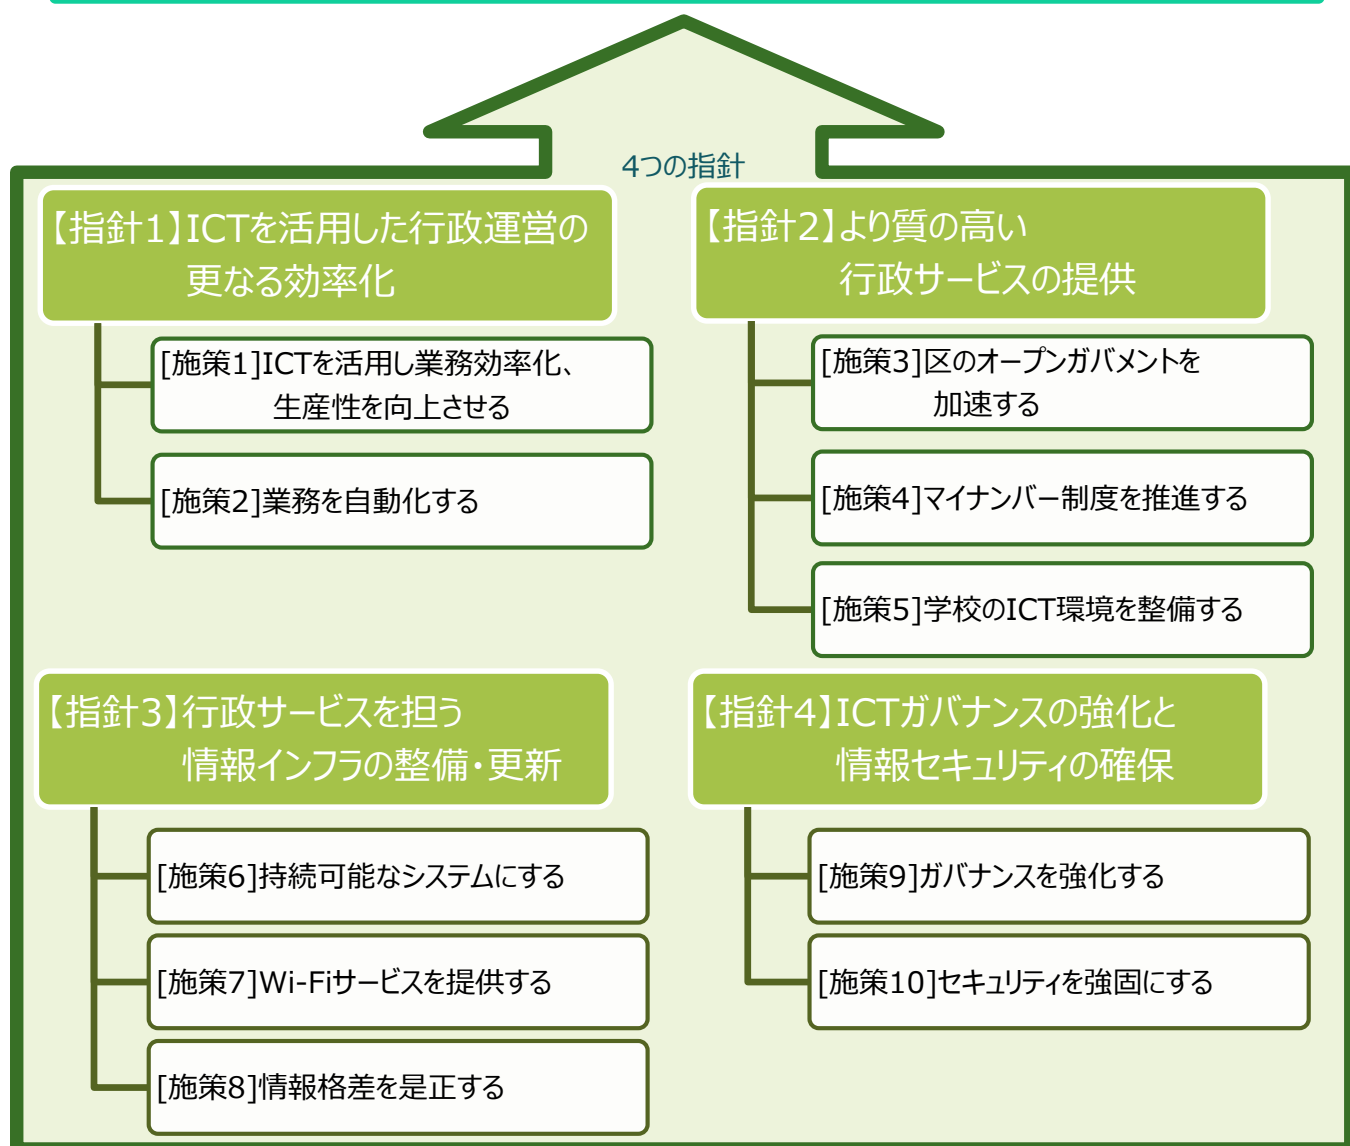 4つの指針
【指針1】ICTを活用した行政運営の
更なる効率化
[施策1]ICTを活用し業務効率化、
生産性を向上させる
[施策2]業務を自動化する
【指針2】より質の高い
行政サービスの提供
[施策3]区のオープンガバメントを
加速する
[施策4]マイナンバー制度を推進する
[施策5]学校のICT環境を整備する
【指針3】行政サービスを担う
情報インフラの整備・更新
[施策6]持続可能なシステムにする
[施策7]Wi-Fiサービスを提供する
[施策8]情報格差を是正する
【指針4】ICTガバナンスの強化と
情報セキュリティの確保
[施策9]ガバナンスを強化する
[施策10]セキュリティを強固にする